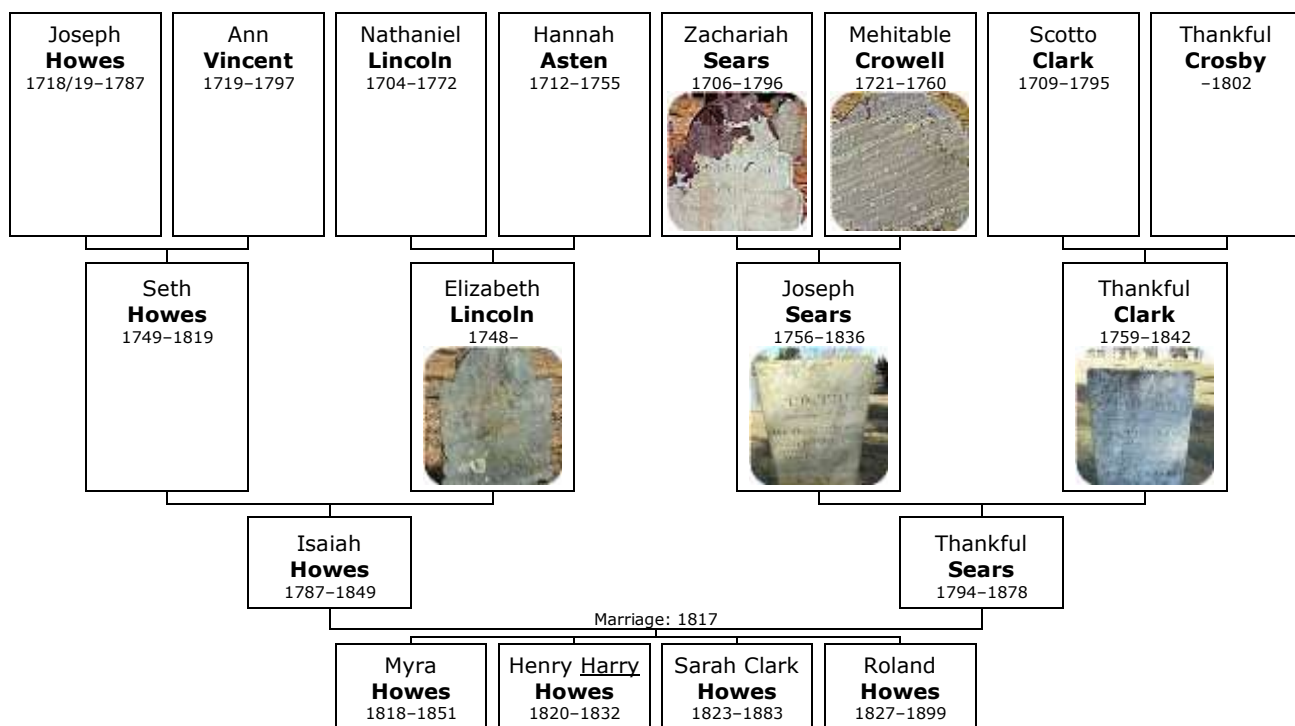 Joseph
Howes
1718/19–1787
Ann
Vincent
1719–1797
Nathaniel
Lincoln
1704–1772
Hannah
Asten
1712–1755
Zachariah
Sears
1706–1796
Mehitable
Crowell
1721–1760
Scotto
Clark
1709–1795
Thankful
Crosby
–1802
Seth
Howes
1749–1819
Elizabeth
Lincoln
1748–
Joseph
Sears
1756–1836
Thankful
Clark
1759–1842
Isaiah
Howes
1787–1849
Thankful
Sears
1794–1878
Marriage: 1817
Myra
Howes
1818–1851
Henry Harry
Howes
1820–1832
Sarah Clark
Howes
1823–1883
Roland
Howes
1827–1899